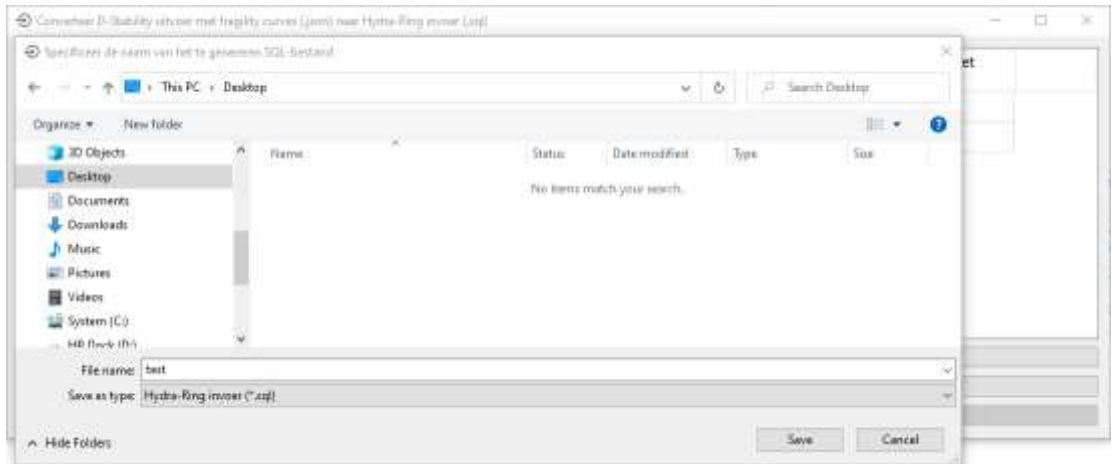 Converteer D-Stability uitvoer met fragility curves (.json) naar Hydra-Ring invoer (.sql)
Specificeer de naam van het te genereren SQL-bestand
et
This PC › Desktop
Search Desktop
Organize
New folder
3D Objects
Name
Status
Date modified
Type
Size
Desktop
No items match your search.
Documents
Downloads
Music
Pictures
Videos
System (C:)
File name:
Save as type: Hydra-Ring invoer (*.sql)
Hide Folders
Save
Cancel